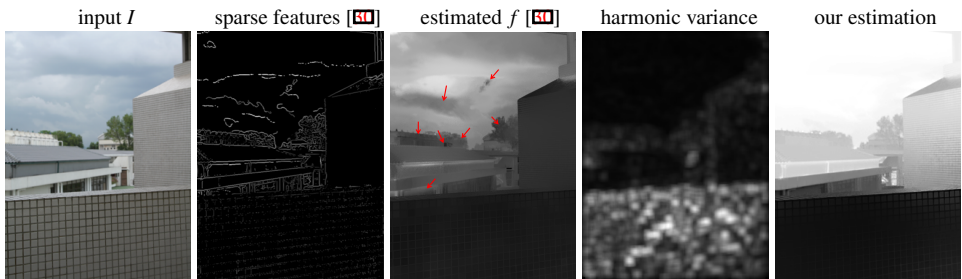 input I
sparse features [30]
estimated f [30]
harmonic variance
our estimation